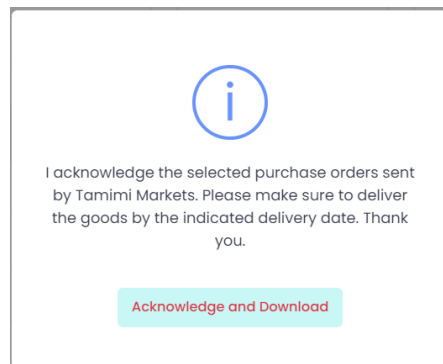 I acknowledge the selected purchase orders sent
by Tamimi Markets. Please make sure to deliver
the goods by the indicated delivery date. Thank
you.
Acknowledge and Download